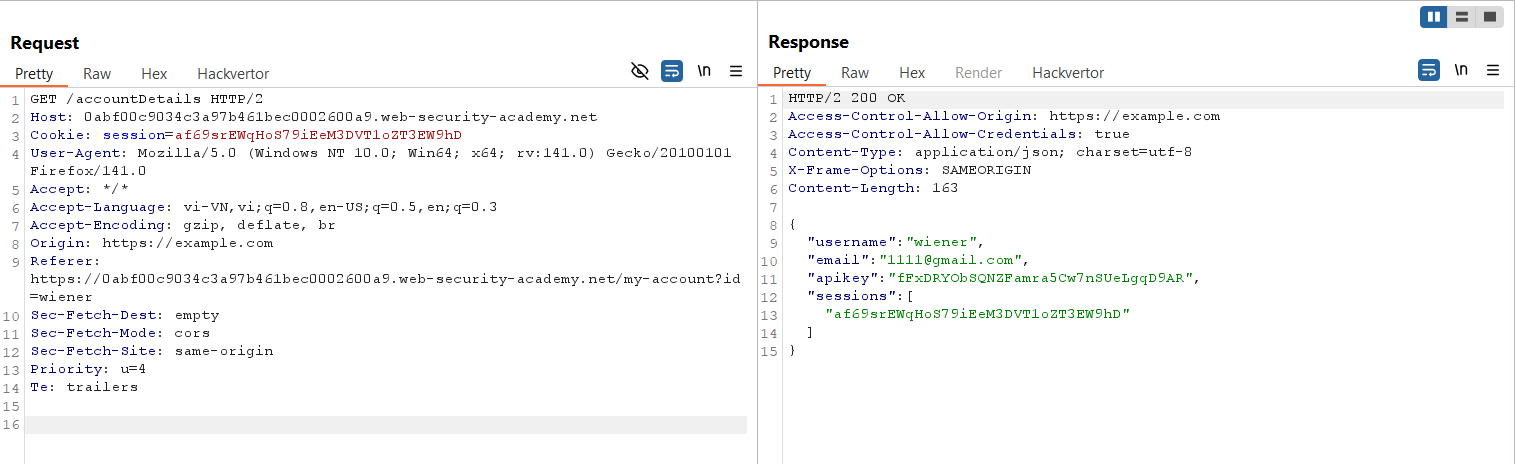 Request
Pretty Raw Hex Hackvertor \n
1 GET /accountDetails HTTP/2
2 Host: 0abf00c9034c3a97b461bec0002600a9.web-security-academy.net
3 Cookie: session=af69srEWqHoS79iEeM3DVT1oZT3EW9hD
4 User-Agent: Mozilla/5.0 (Windows NT 10.0; Win64; x64; rv:141.0) Gecko/20100101
Firefox/141.0
5 Accept: */*
6 Accept-Language: vi-VN,vi;q=0.8,en-US;q=0.5,en;q=0.3
7 Accept-Encoding: gzip, deflate, br
8 Origin: https://example.com
9 Referer:
https://0abf00c9034c3a97b461bec0002600a9.web-security-academy.net/my-account?id
=wiener
10 Sec-Fetch-Dest: empty
11 Sec-Fetch-Mode: cors
12 Sec-Fetch-Site: same-origin
13 Priority: u=4
14 Te: trailers
15
16
Response
Pretty Raw Hex Render Hackvertor \n
1 HTTP/2 200 OK
2 Access-Control-Allow-Origin: https://example.com
3 Access-Control-Allow-Credentials: true
4 Content-Type: application/json; charset=utf-8
5 X-Frame-Options: SAMEORIGIN
6 Content-Length: 163
7
8 {
9 "username":"wiener",
10 "email":"1111@gmail.com",
11 "apikey":"fFxDRYObSQNZFamra5Cw7nSUeLgqD9AR",
12 "sessions":[
13 "af69srEWqHoS79iEeM3DVT1oZT3EW9hD"
14 ]
15 }